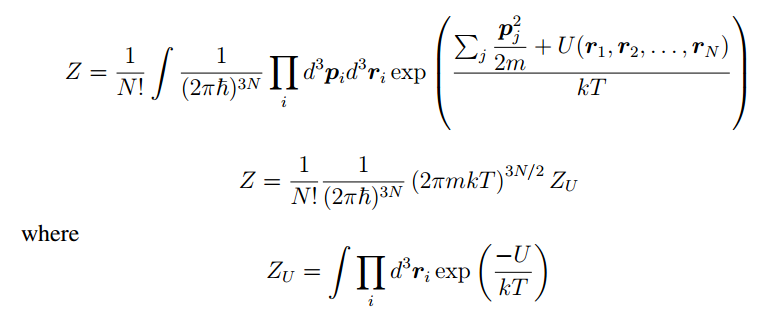 $Z = \frac{1}{N!} \int \frac{1}{(2\pi\hbar)^{3N}} \prod_i d^3\boldsymbol{p}_i d^3\boldsymbol{r}_i \exp\left(\frac{\sum_j \frac{\boldsymbol{p}_j^2}{2m} + U(\boldsymbol{r_1}, \boldsymbol{r_2}, \ldots, \boldsymbol{r_N})}{kT}\right)$
$Z = \frac{1}{N!} \frac{1}{(2\pi\hbar)^{3N}} (2\pi mkT)^{3N/2} Z_U$
where
$Z_U = \int \prod_i d^3\boldsymbol{r}_i \exp\left(\frac{-U}{kT}\right)$